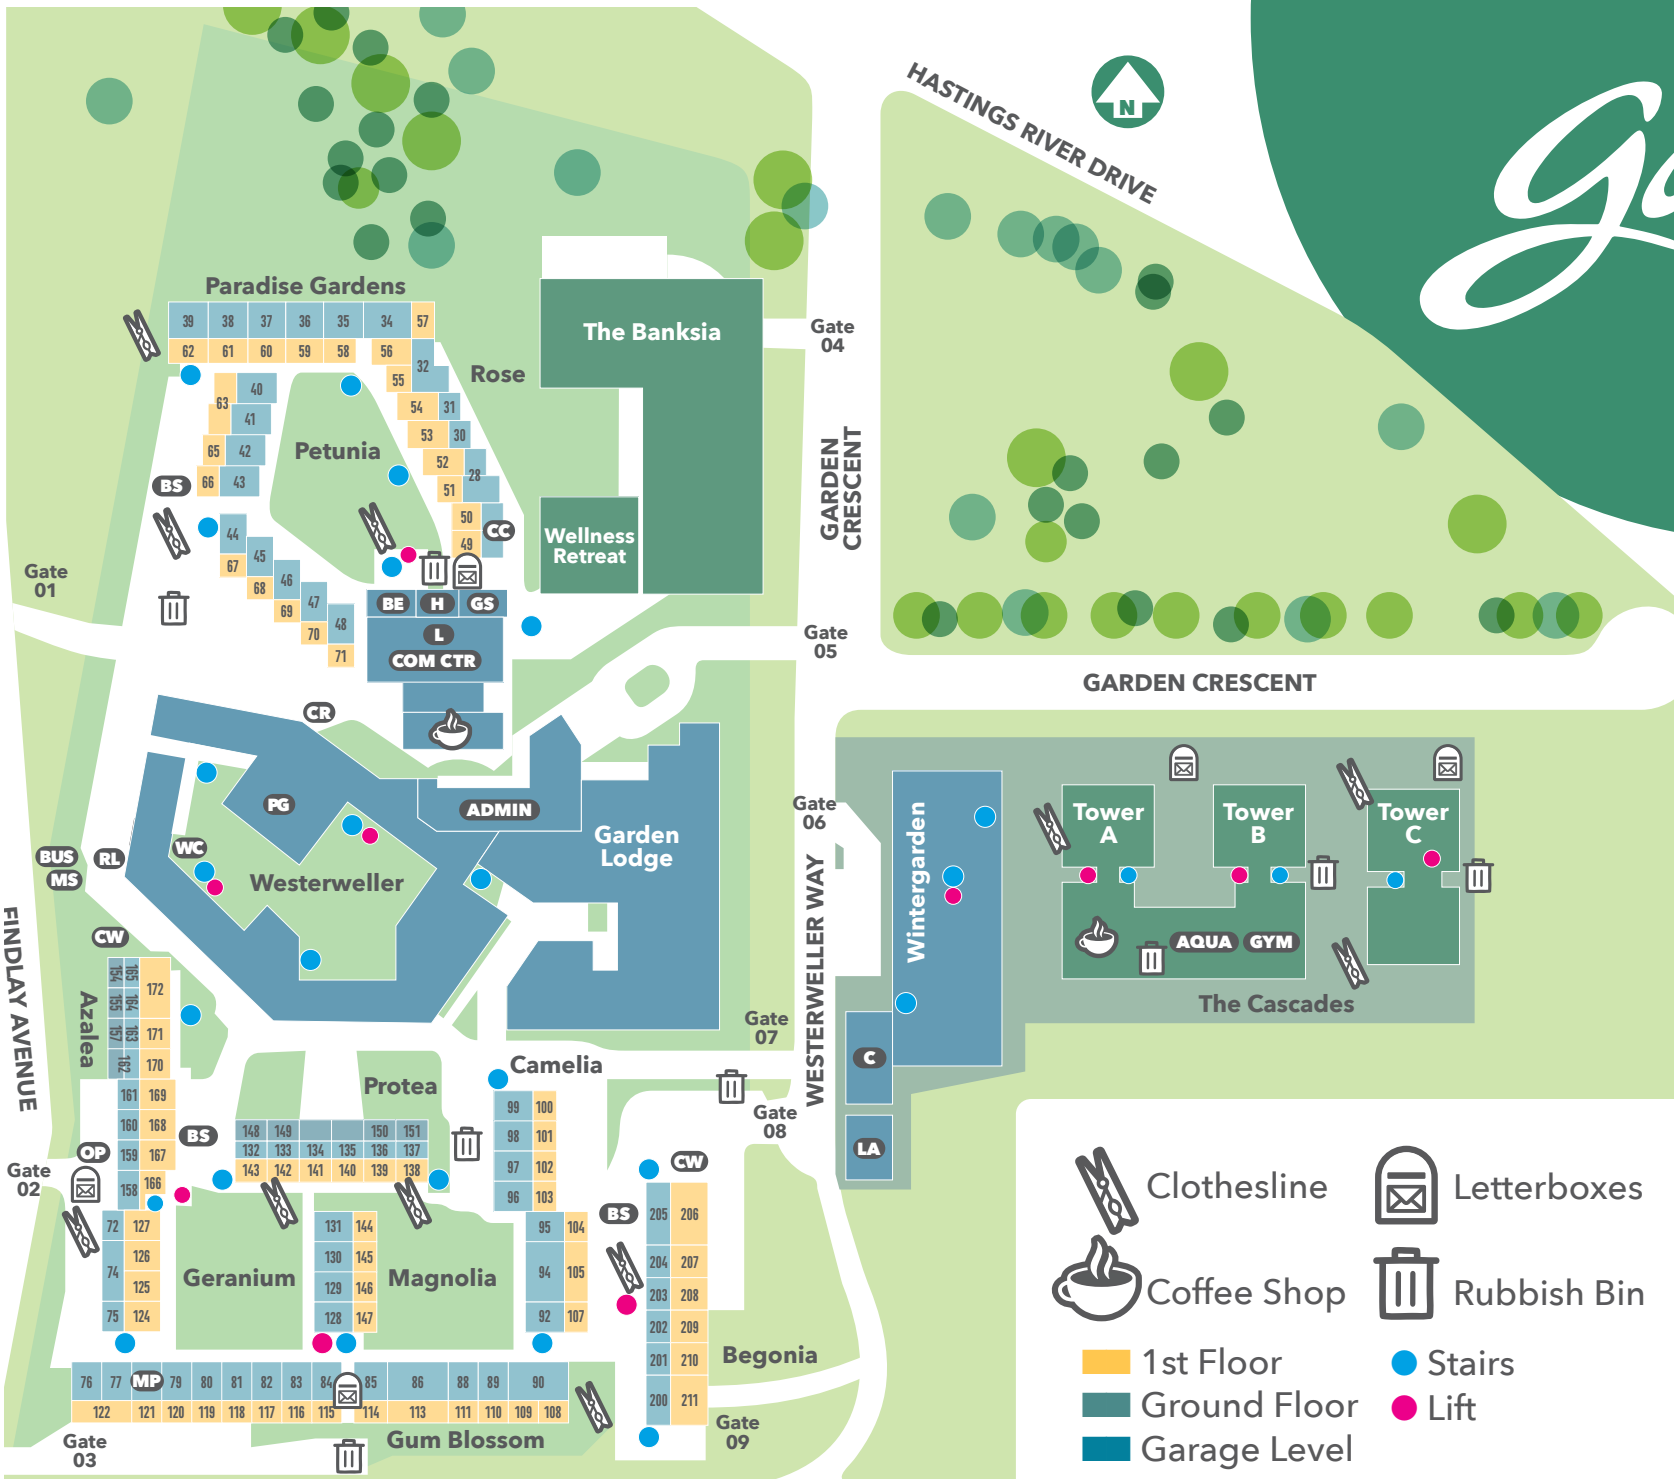 HASTINGS RIVER DRIVE
N
Ga
Paradise Gardens
39 38 37 36 35 34 57
62 61 60 59 58 56
32
Rose
The Banksia
Gate
04
55
63 40
54 31
41
53 30
65 42
Petunia
52
28
66 43
51
BS
50
CC
49
44
67 45
68 46
69 47
70 48
71
Wellness
Retreat
GARDEN
CRESCENT
Gate
01
BE H GS
L
COM CTR
Gate
05
GARDEN CRESCENT
CR
PG
ADMIN
WC
BUS
MS
RL
Westerweller
Garden
Lodge
Gate
06
Wintergarden
Tower
A
Tower
B
Tower
C
AQUA GYM
The Cascades
WESTERWELLER WAY
FINDLAY AVENUE
CW
Azalea
154 165 172
155 164
157 163 171
162 170
161 169
160 168
159 167
158 166
BS
OP
Gate
02
Gate
07
C
LA
Gate
08
Camelia
Protea
99 100
98 101
97 102
96 103
148 149 150 151
132 133 134 135 136 137
143 142 141 140 139 138
CW
BS
72 127
126
74 125
75 124
Geranium
131 144
130 145
129 146
128 147
Magnolia
95 104
94 105
92 107
205 206
204 207
203 208
202 209
201 210
200 211
Begonia
76 77 MP 79 80 81 82 83 84 85 86 88 89 90
122 121 120 119 118 117 116 115 114 113 111 110 109 108
Gum Blossom
Gate
03
Gate
09
Clothesline
Letterboxes
Coffee Shop
Rubbish Bin
1st Floor
Stairs
Ground Floor
Lift
Garage Level